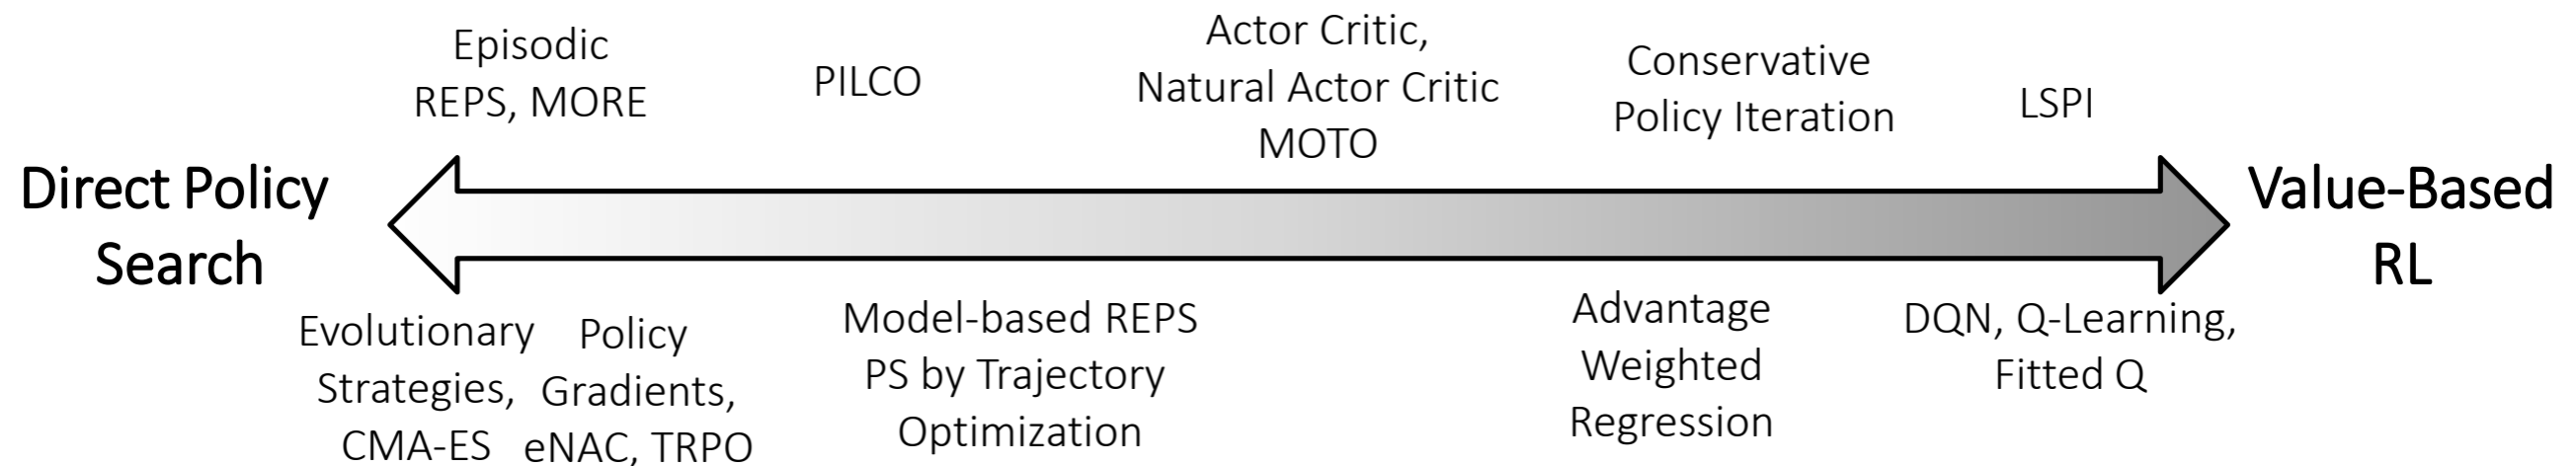 Episodic
REPS, MORE
PILCO
Actor Critic,
Natural Actor Critic
MOTO
Conservative
Policy Iteration
LSPI
Direct Policy
Search
Value-Based
RL
Evolutionary
Strategies,
CMA-ES
Policy
Gradients,
eNAC, TRPO
Model-based REPS
PS by Trajectory
Optimization
Advantage
Weighted
Regression
DQN, Q-Learning,
Fitted Q